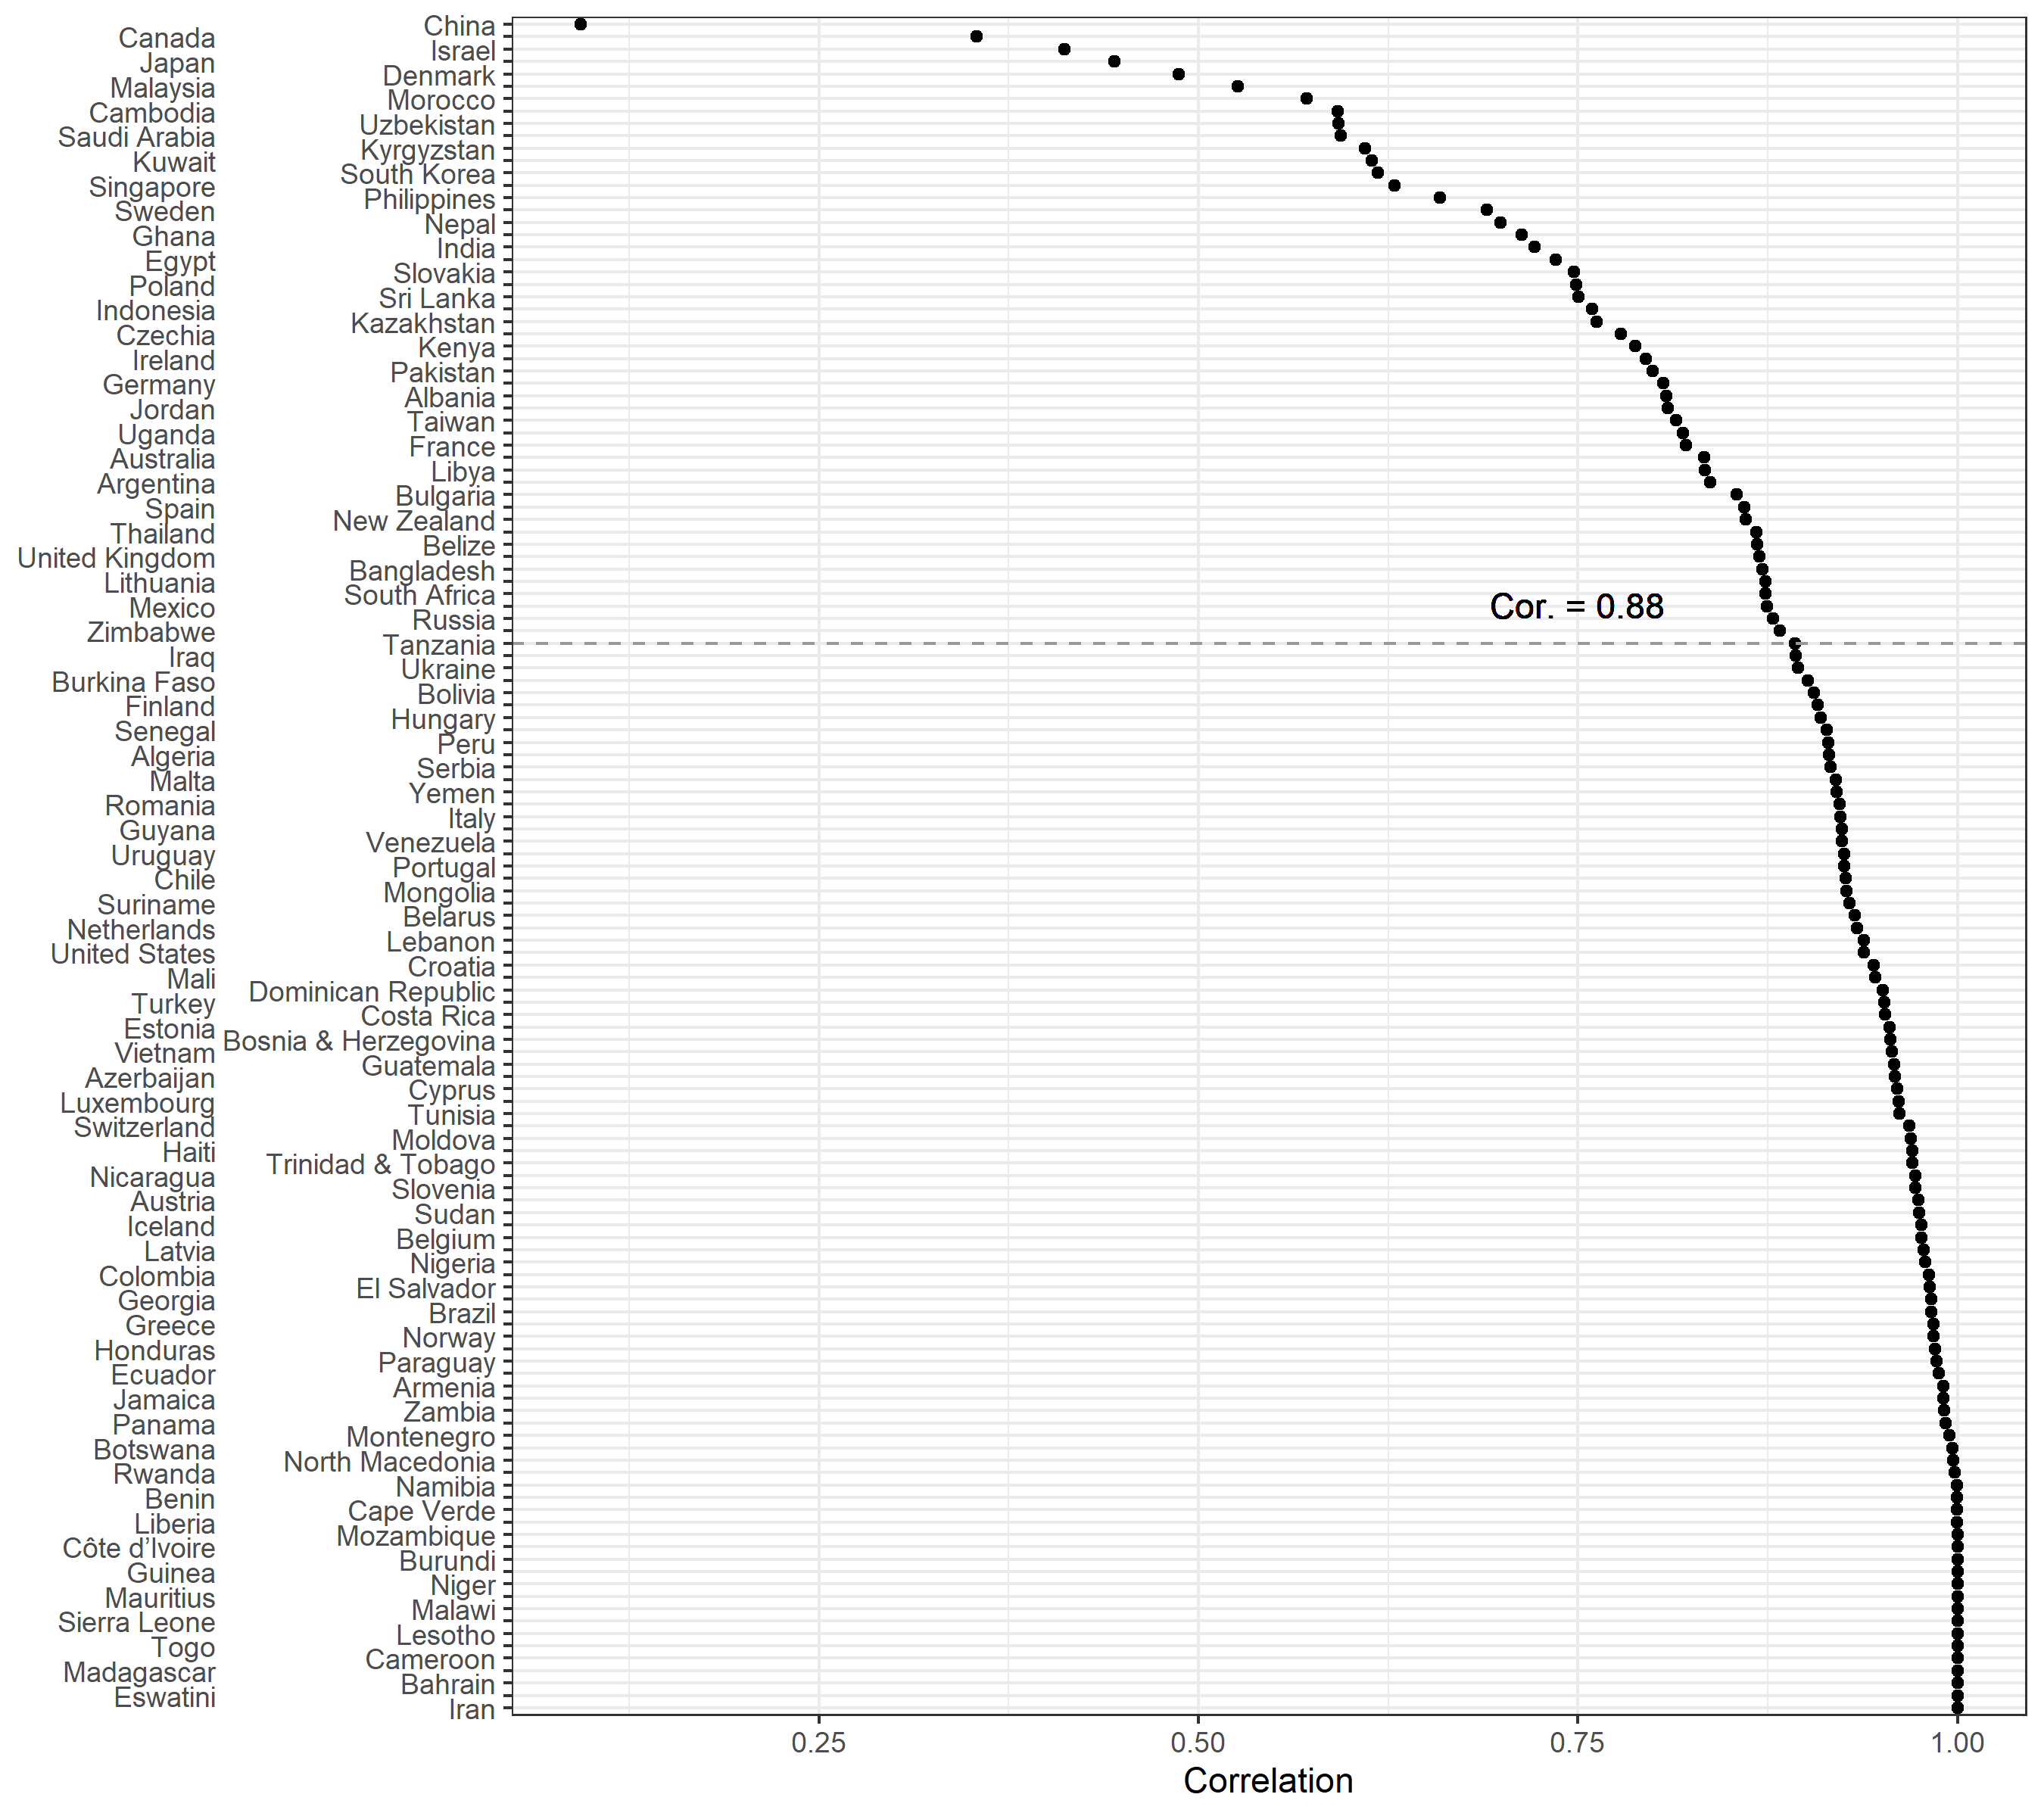 China
Canada
Israel
Japan
Denmark
Malaysia
Morocco
Cambodia
Uzbekistan
Saudi Arabia
Kyrgyzstan
Kuwait
South Korea
Singapore
Philippines
Sweden
Nepal
Ghana
India
Egypt
Slovakia
Poland
Sri Lanka
Indonesia
Kazakhstan
Czechia
Kenya
Ireland
Pakistan
Germany
Albania
Jordan
Taiwan
Uganda
France
Australia
Libya
Argentina
Bulgaria
Spain
New Zealand
Thailand
Belize
United Kingdom
Bangladesh
Lithuania
South Africa
Mexico
Cor. = 0.88
Russia
Zimbabwe
Tanzania
Iraq
Ukraine
Burkina Faso
Bolivia
Finland
Hungary
Senegal
Peru
Algeria
Serbia
Malta
Yemen
Romania
Italy
Guyana
Venezuela
Uruguay
Portugal
Chile
Mongolia
Suriname
Belarus
Netherlands
Lebanon
United States
Croatia
Mali
Dominican Republic
Turkey
Costa Rica
Estonia
Bosnia & Herzegovina
Vietnam
Guatemala
Azerbaijan
Cyprus
Luxembourg
Tunisia
Switzerland
Moldova
Haiti
Trinidad & Tobago
Nicaragua
Slovenia
Austria
Sudan
Iceland
Belgium
Latvia
Nigeria
Colombia
El Salvador
Georgia
Brazil
Greece
Norway
Honduras
Paraguay
Ecuador
Armenia
Jamaica
Zambia
Panama
Montenegro
Botswana
North Macedonia
Rwanda
Namibia
Benin
Cape Verde
Liberia
Mozambique
Côte d’Ivoire
Burundi
Guinea
Niger
Mauritius
Malawi
Sierra Leone
Lesotho
Togo
Cameroon
Madagascar
Bahrain
Eswatini
Iran
0.25 0.50 0.75 1.00
Correlation